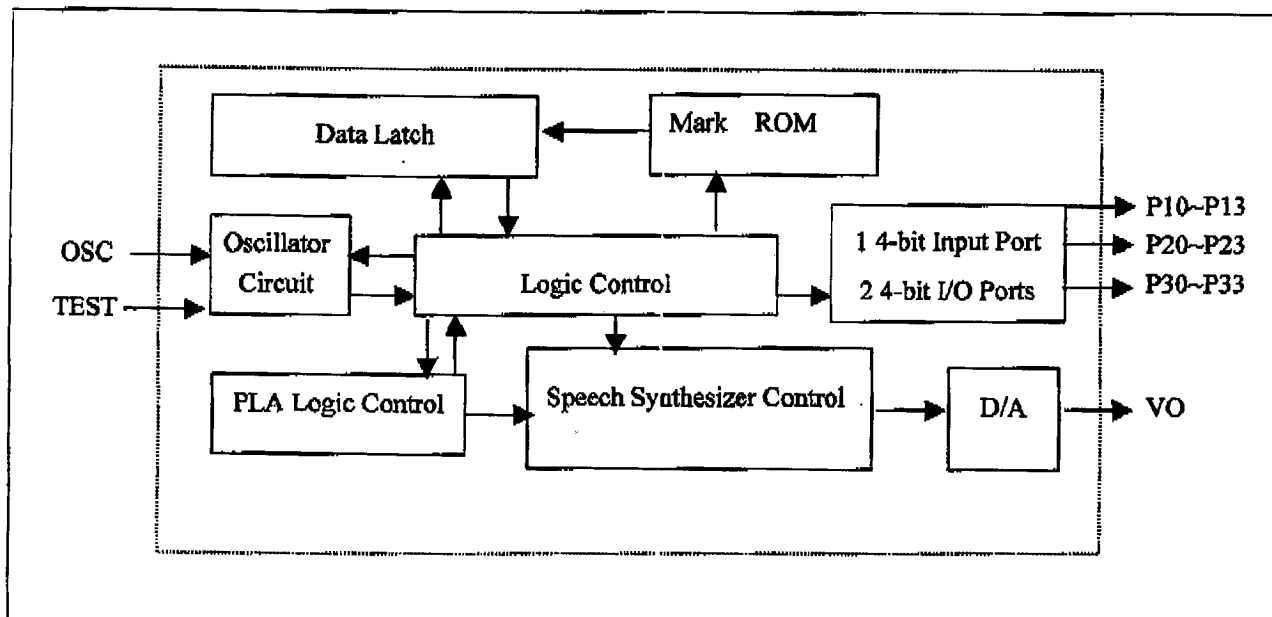 Data Latch
Mark ROM
OSC
TEST
Oscillator
Circuit
Logic Control
1 4-bit Input Port
2 4-bit I/O Ports
P10~P13
P20~P23
P30~P33
PLA Logic Control
Speech Synthesizer Control
D/A
VO